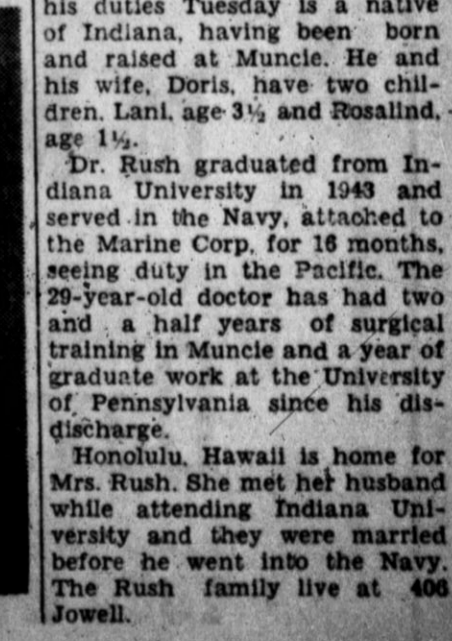 his duties Tuesday is a native
of Indiana, having been born
and raised at Muncie. He and
his wife, Doris, have two chil-
dren. Lani, age 3½ and Rosalind,
age 1½.
Dr. Rush graduated from In-
diana University in 1943 and
served in the Navy, attached to
the Marine Corp. for 16 months,
seeing duty in the Pacific. The
29-year-old doctor has had two
and a half years of surgical
training in Muncie and a year of
graduate work at the University
of Pennsylvania since his dis-
discharge.
Honolulu, Hawaii is home for
Mrs. Rush. She met her husband
while attending Indiana Uni-
versity and they were married
before he went into the Navy.
The Rush family live at 406
Jowell.